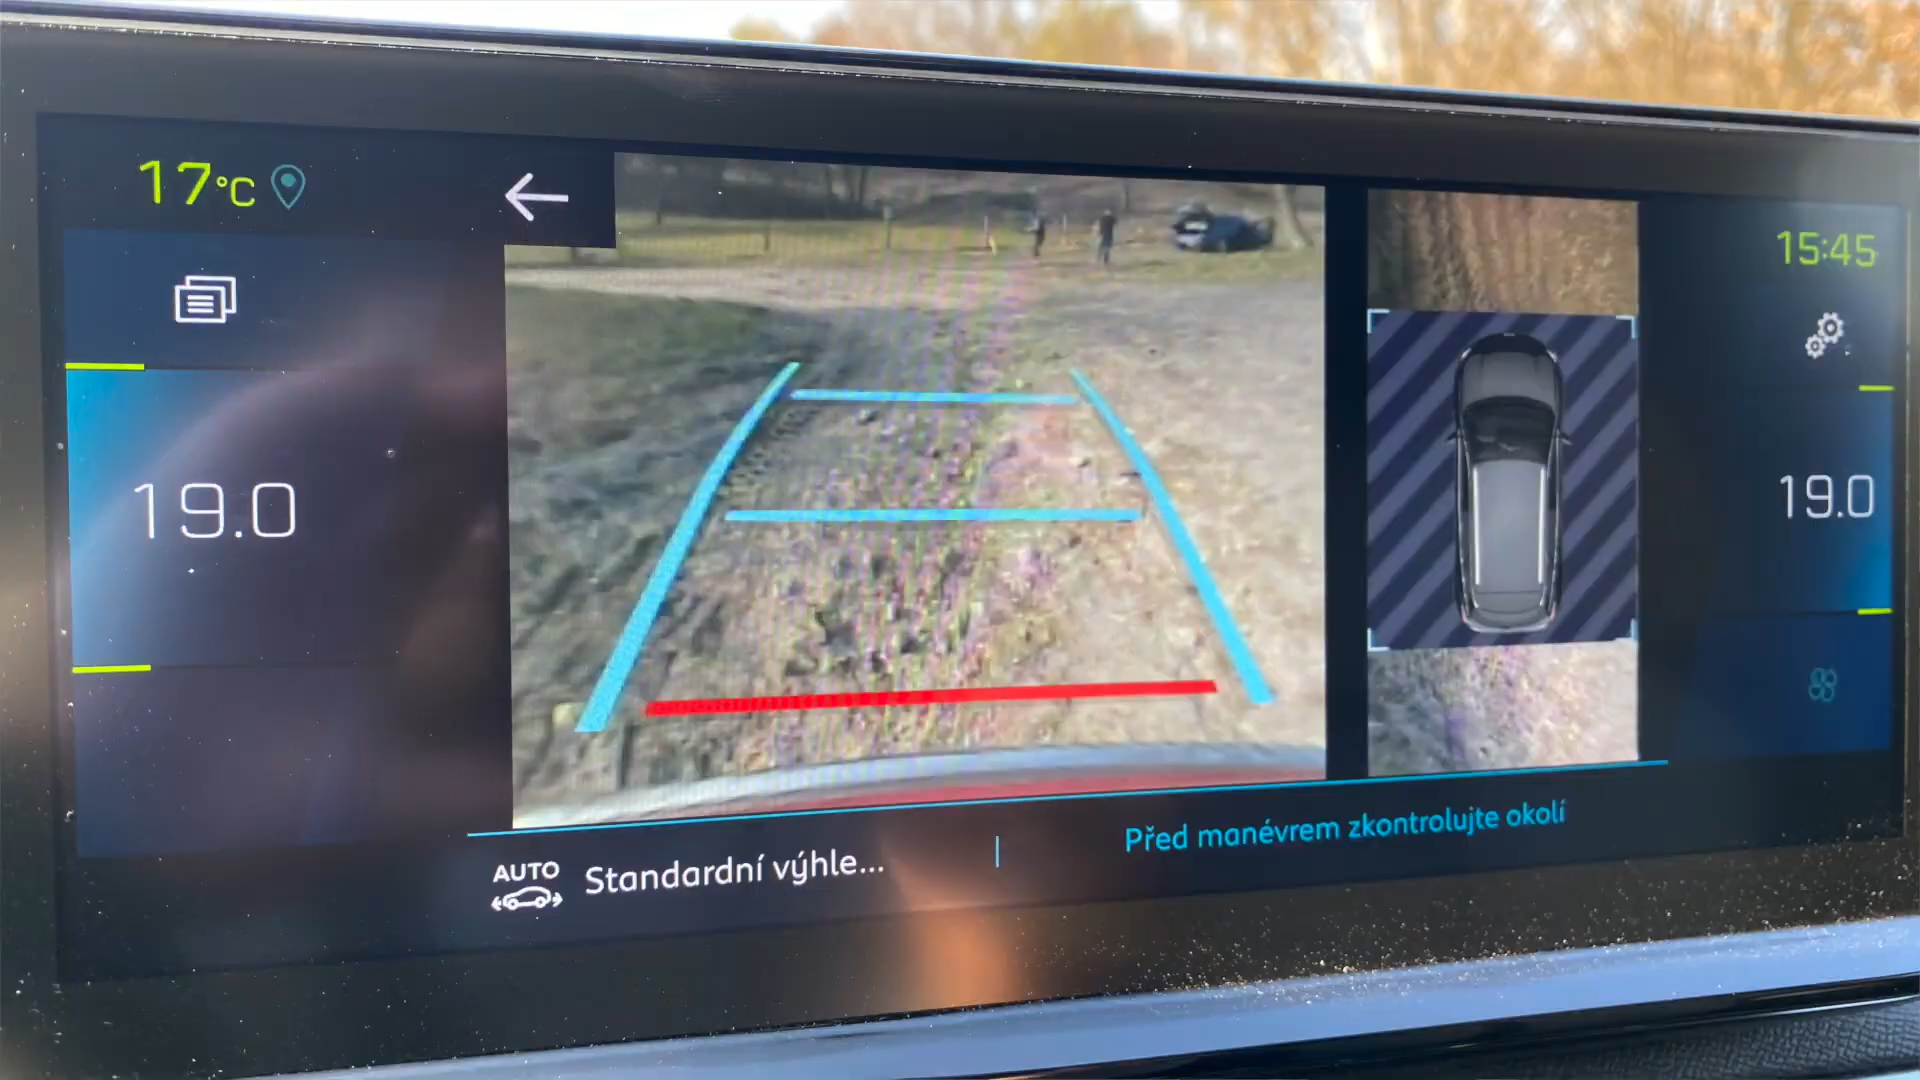 17°C
15:45
19.0
19.0
AUTO
Standardní výhle...
Před manévrem zkontrolujte okolí